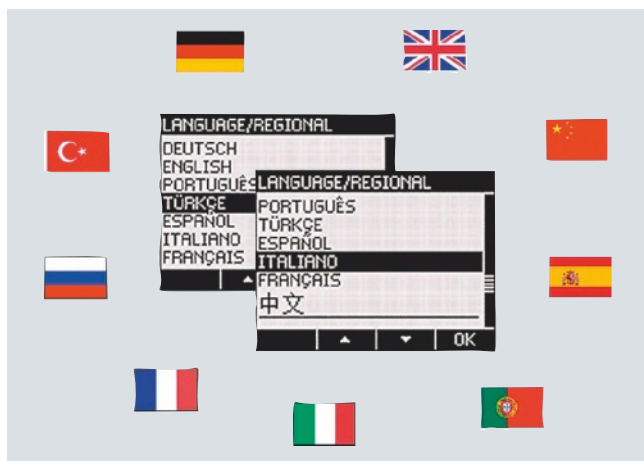 LANGUAGE/REGIONAL
DEUTSCH
ENGLISH
PORTUGUÊS
TÜRKÇE
ESPAÑOL
ITALIANO
FRANÇAIS
LANGUAGE/REGIONAL
PORTUGUÊS
TÜRKÇE
ESPAÑOL
ITALIANO
FRANÇAIS
中文
OK